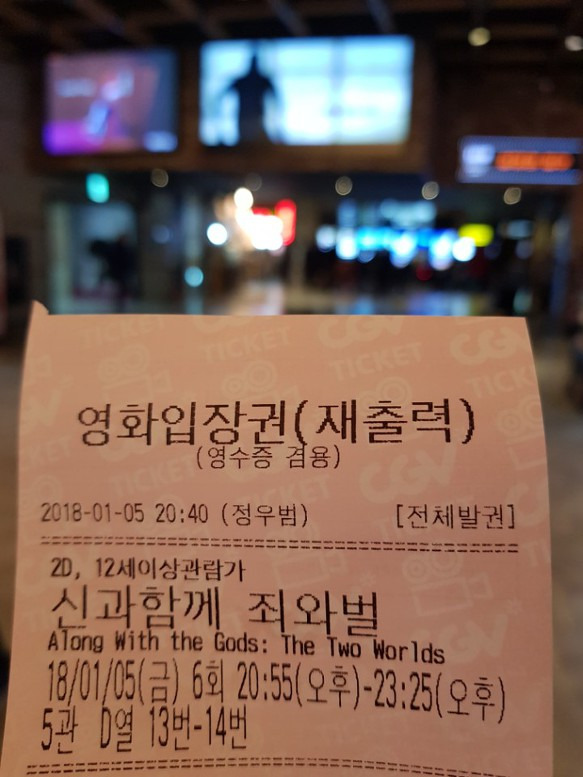 영화입장권(재출력)
(영수증 겸용)
2018-01-05 20:40 (정우범) [전체발권]
2D, 12세이상관람가
신과함께 죄와벌
Along With the Gods: The Two Worlds
18/01/05(금) 6회 20:55(오후)-23:25(오후)
5관 D열 13번-14번